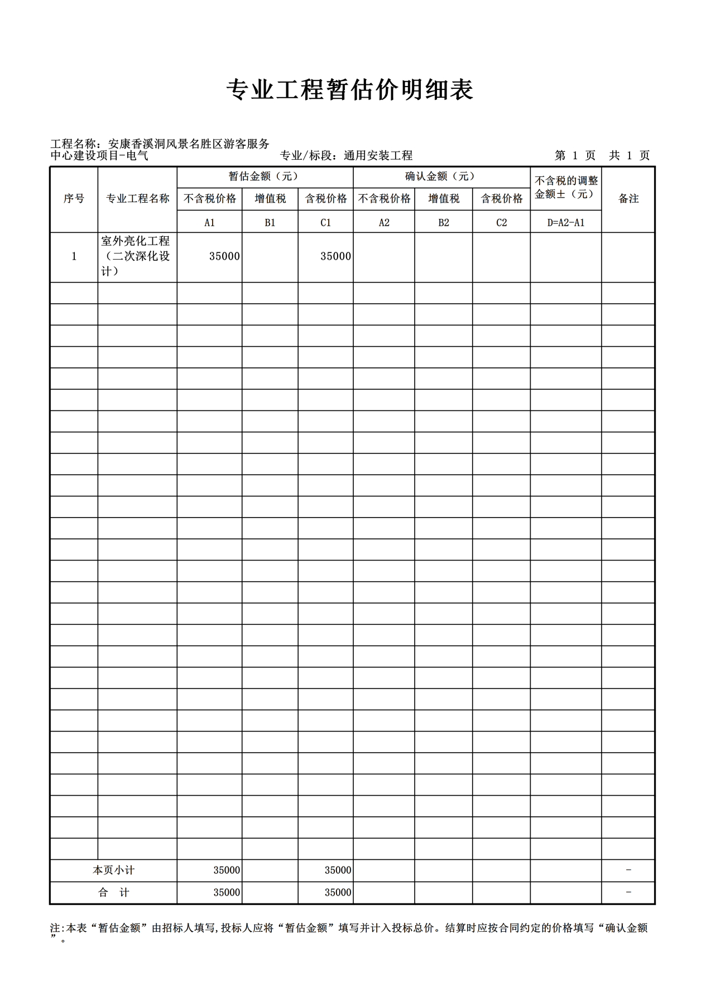 专业工程暂估价明细表
工程名称：安康香溪洞风景名胜区游客服务
中心建设项目-电气 专业/标段：通用安装工程 第 1 页 共 1 页
序号 专业工程名称 暂估金额（元） 确认金额（元） 不含税的调整
金额±（元） 备注
不含税价格 增值税 含税价格 不含税价格 增值税 含税价格
A1 B1 C1 A2 B2 C2 D=A2-A1
室外亮化工程
1 （二次深化设 35000 35000
计）
本页小计 35000 35000 -
合 计 35000 35000 -
注:本表“暂估金额”由招标人填写,投标人应将“暂估金额”填写并计入投标总价。结算时应按合同约定的价格填写“确认金额
”。